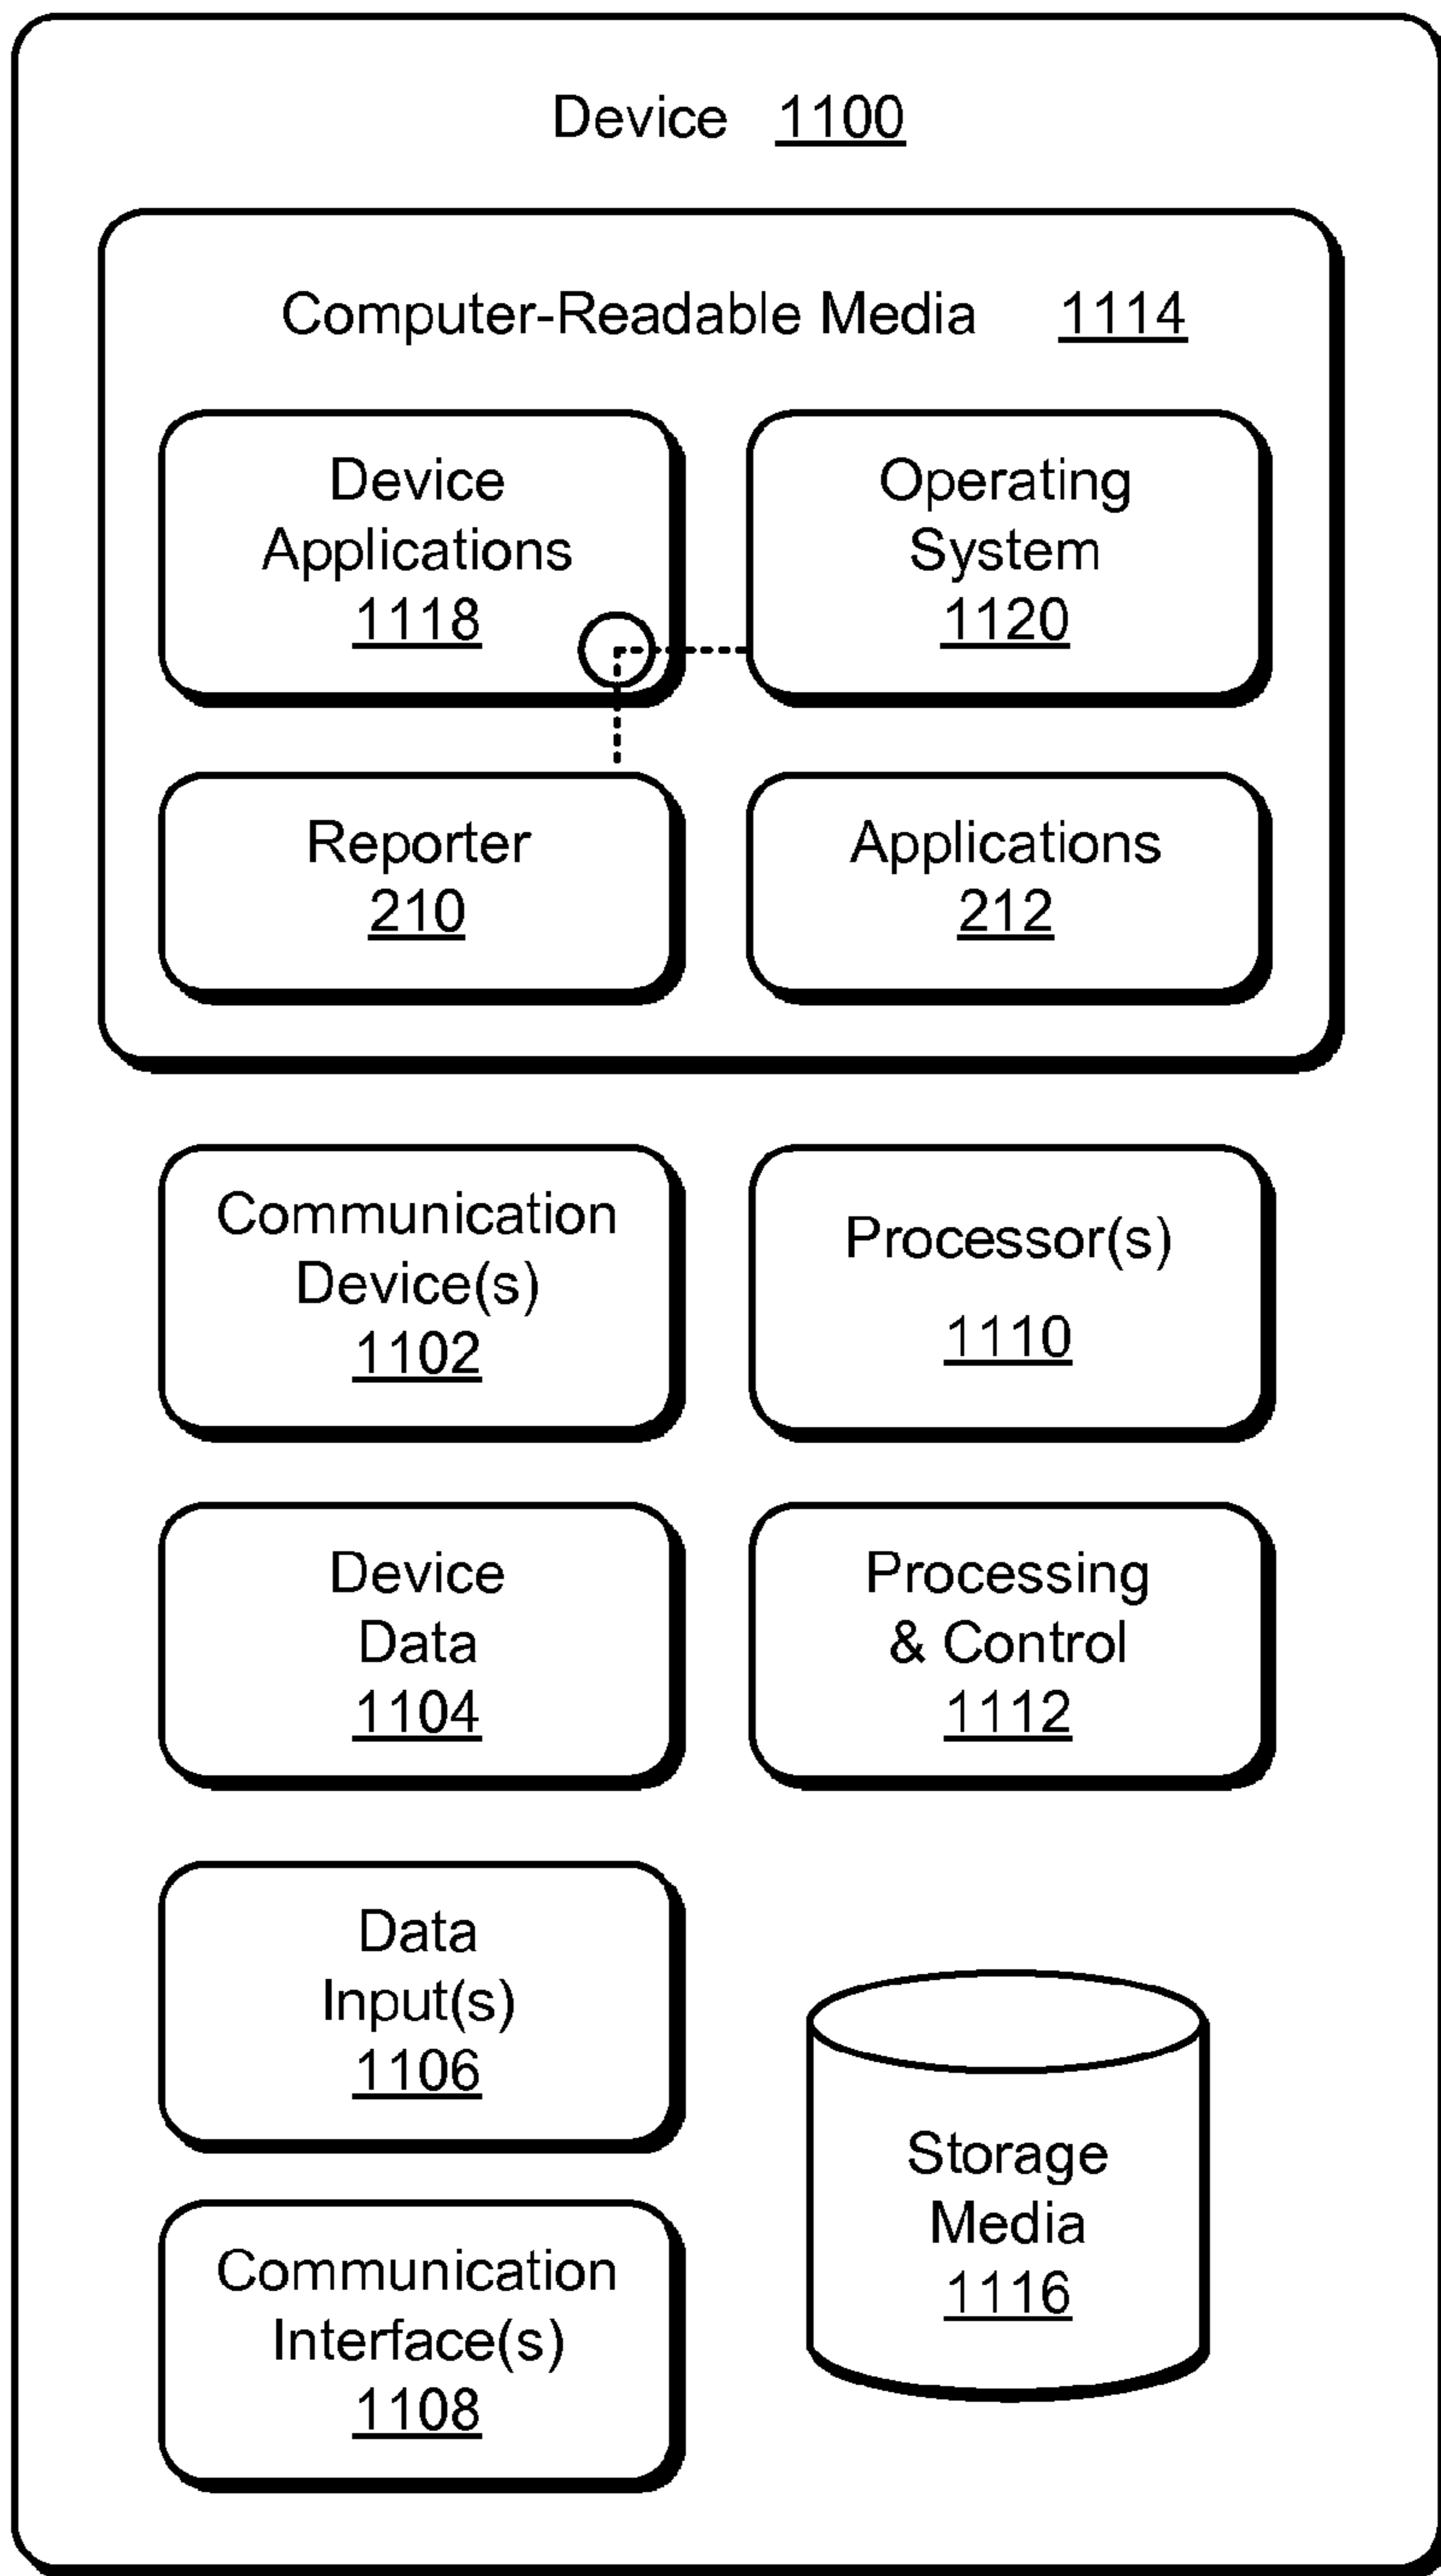 Device 1100
Computer-Readable Media 1114
Device
Applications
1118
Operating
System
1120
Reporter
210
Applications
212
Communication
Device(s)
1102
Processor(s)
1110
Device
Data
1104
Processing
& Control
1112
Data
Input(s)
1106
Storage
Media
1116
Communication
Interface(s)
1108